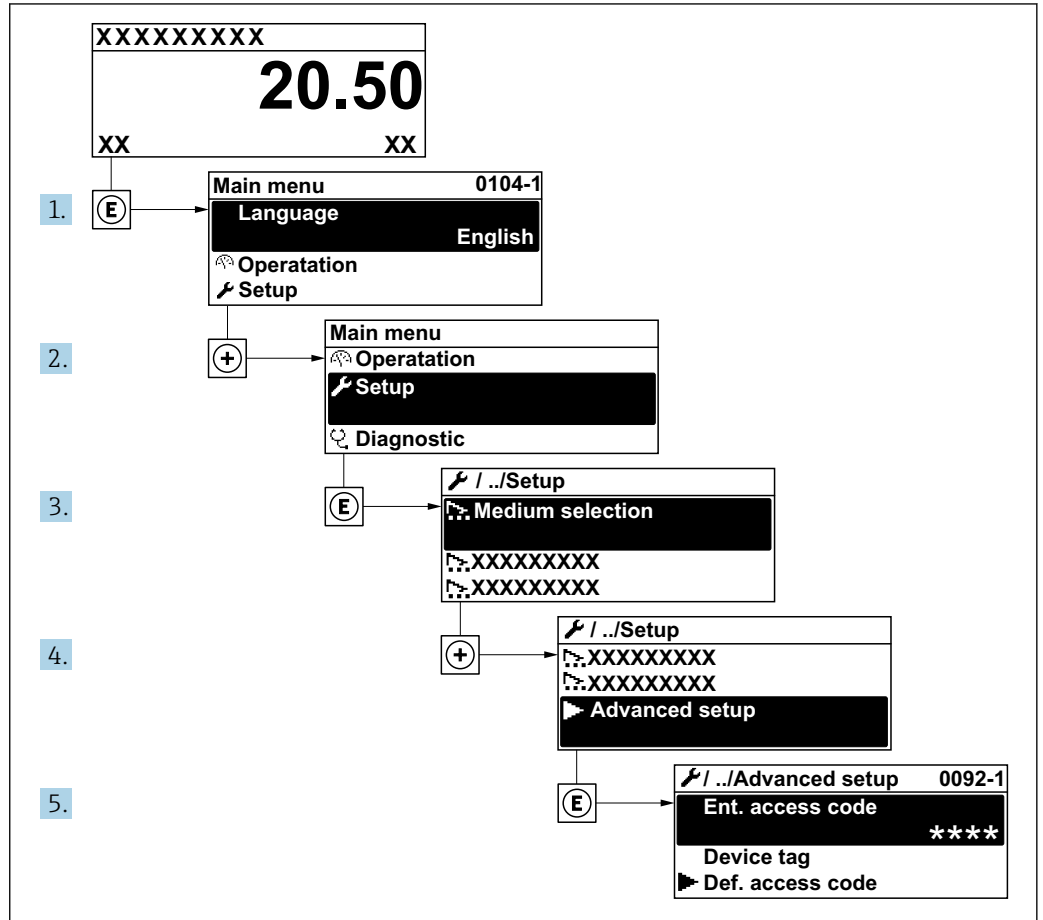 XXXXXXXXX
20.50
XX XX
1. E
Main menu 0104-1
Language
English
Operatation
Setup
2. +
Main menu
Operatation
Setup
Diagnostic
3. E
/ ../Setup
Medium selection
XXXXXXXXX
XXXXXXXXX
4. +
/ ../Setup
XXXXXXXXX
XXXXXXXXX
Advanced setup
5. E
/ ../Advanced setup 0092-1
Ent. access code
****
Device tag
Def. access code